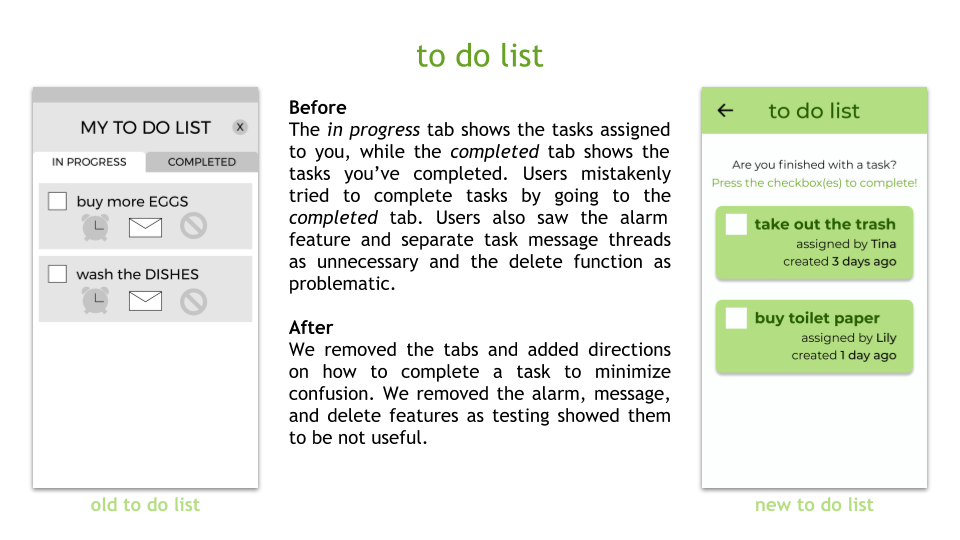 to do list
MY TO DO LIST
X
IN PROGRESS
COMPLETED
buy more EGGS
wash the DISHES
old to do list
Before
The in progress tab shows the tasks assigned
to you, while the completed tab shows the
tasks you've completed. Users mistakenly
tried to complete tasks by going to the
completed tab. Users also saw the alarm
feature and separate task message threads
as unnecessary and the delete function as
problematic.
After
We removed the tabs and added directions
on how to complete a task to minimize
confusion. We removed the alarm, message,
and delete features as testing showed them
to be not useful.
to do list
Are you finished with a task?
Press the checkbox(es) to complete!
take out the trash
assigned by Tina
created 3 days ago
buy toilet paper
assigned by Lily
created 1 day ago
new to do list